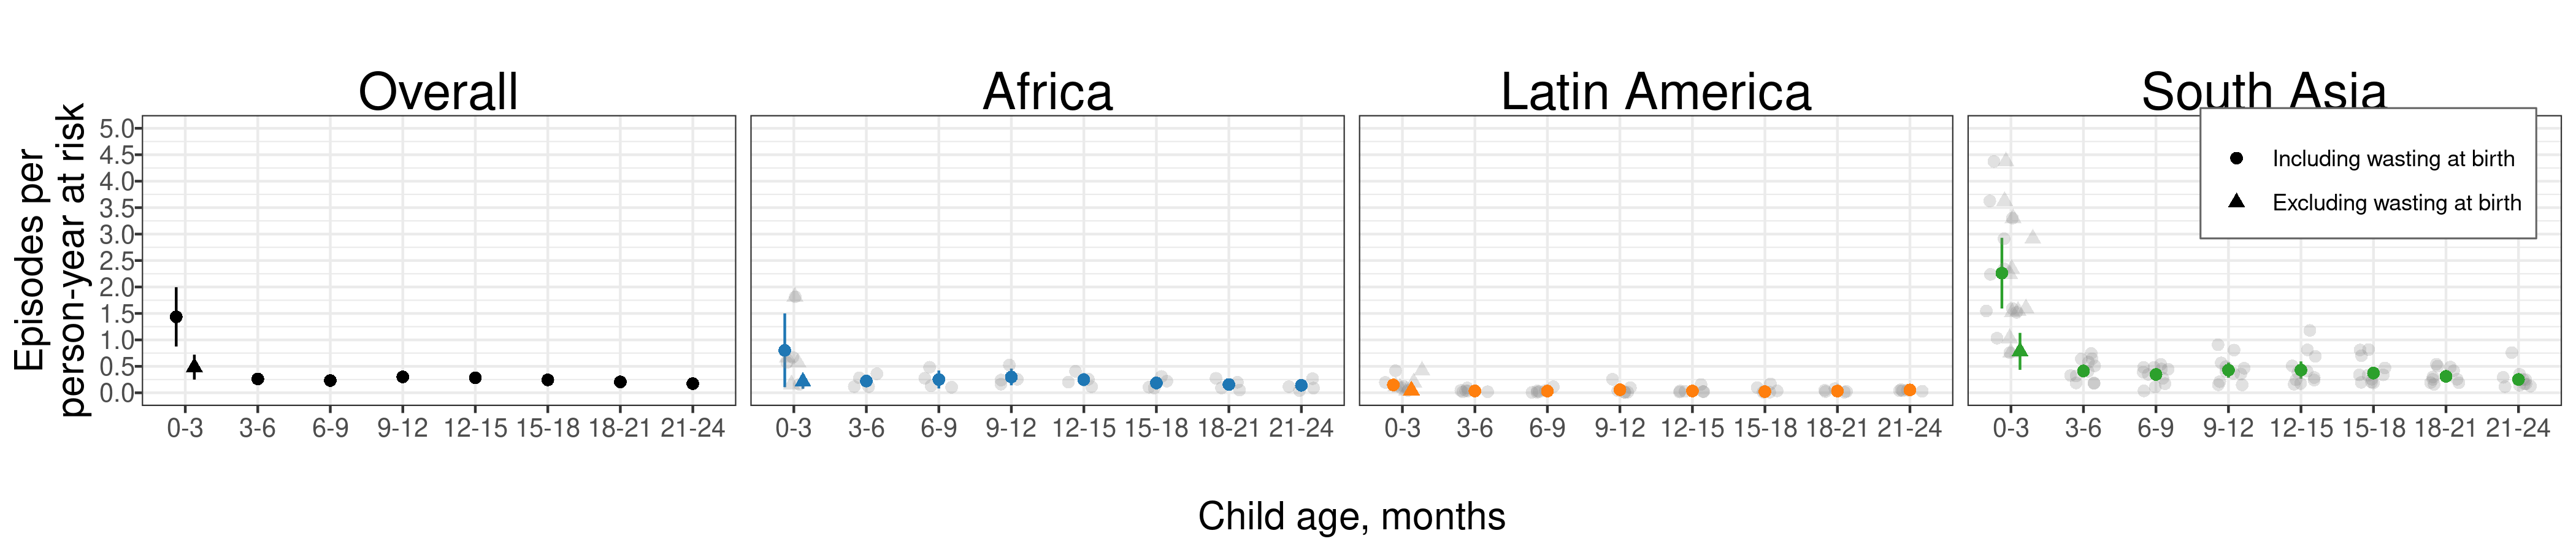 Overall
Africa
Latin America
South Asia
Episodes per
person-year at risk
5.0
4.5
4.0
3.5
3.0
2.5
2.0
1.5
1.0
0.5
0.0
Including wasting at birth
Excluding wasting at birth
0-3 3-6 6-9 9-12 12-15 15-18 18-21 21-24
0-3 3-6 6-9 9-12 12-15 15-18 18-21 21-24
0-3 3-6 6-9 9-12 12-15 15-18 18-21 21-24
0-3 3-6 6-9 9-12 12-15 15-18 18-21 21-24
Child age, months